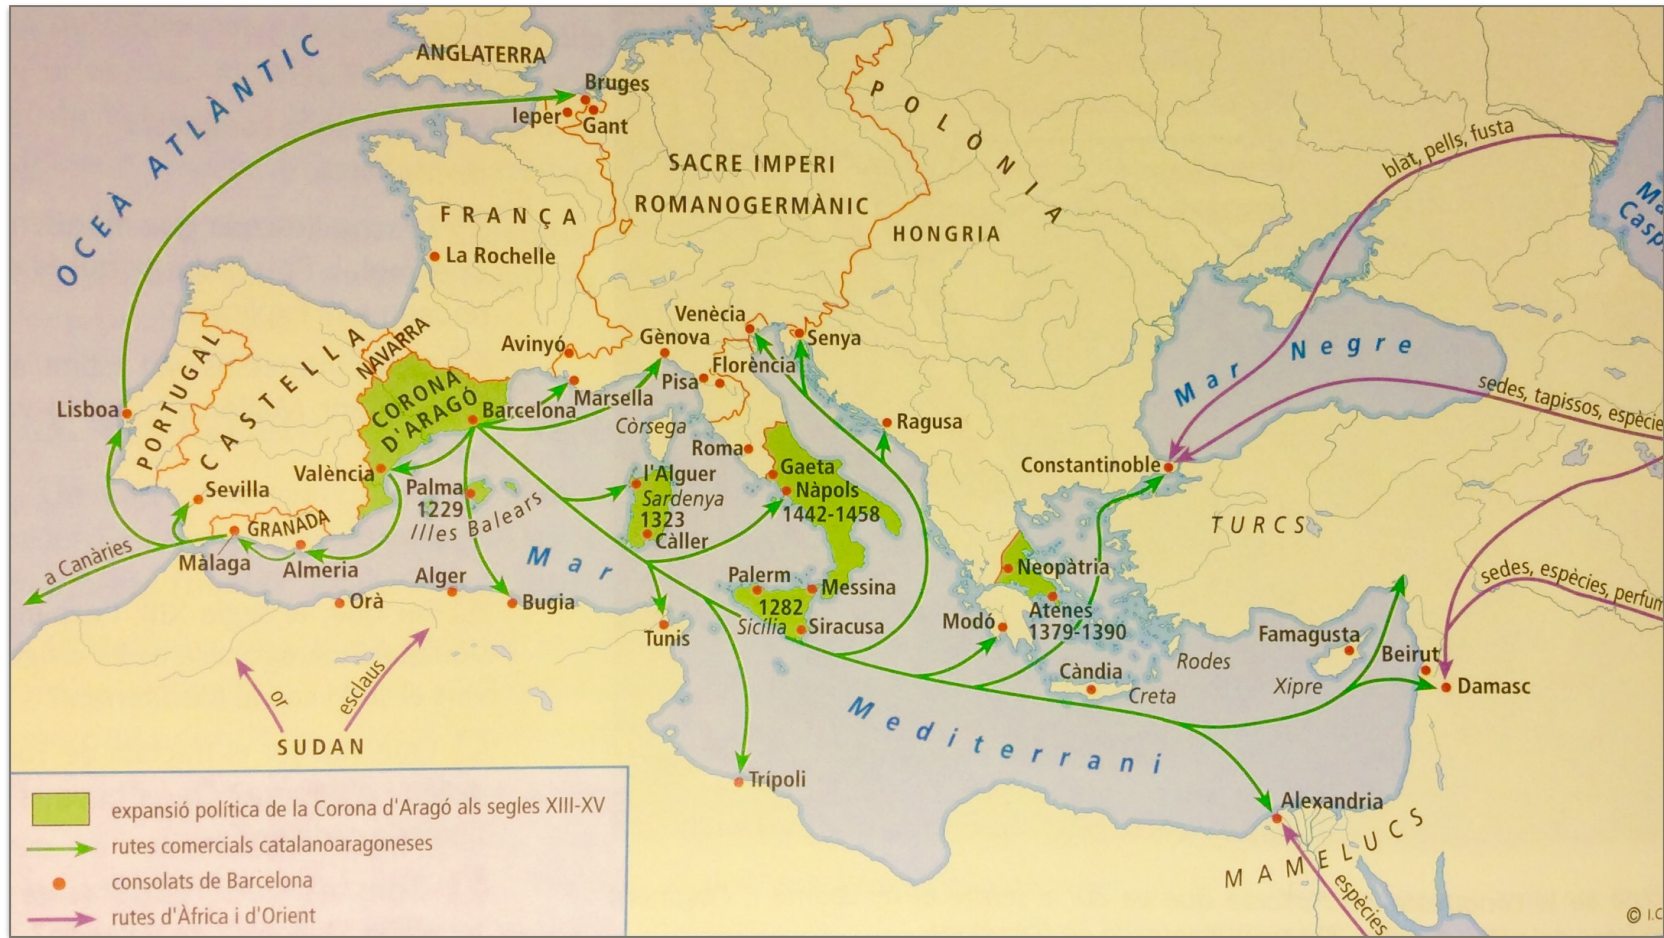 ANGLATERRA
OCEÀ ATLÀNTIC
Bruges
Ieper
Gant
POLÒNIA
blat, pells, fusta
SACRE IMPERI
ROMANOGERMÀNIC
FRANÇA
HONGRIA
La Rochelle
Venècia
Senya
Avinyó
Gènova
Florència
Pisa
Mar Negre
sedes, tapissos, espècie
PORTUGAL
CASTELLA
NAVARRA
CORONA
D'ARAGÓ
Barcelona
Marsella
Còrsega
Lisboa
Ragusa
Roma
Constantinoble
València
Sevilla
Palma
1229
Illes Balears
l'Alguer
Sardenya
1323
Càller
Gaeta
Nàpols
1442-1458
TURCS
GRANADA
a Canàries
Màlaga
Almeria
Mar
Alger
Orà
Bugia
Palerm
1282
Messina
Neopàtria
sedes, espècies, perfum
Tunis
Sicília
Siracusa
Modó
Atenes
1379-1390
Famagusta
Beirut
Rodes
Càndia
Creta
Xipre
Damasc
or
esclaus
SUDAN
Mediterrani
Trípoli
Alexandria
MAMELUCS
espècies
expansió política de la Corona d'Aragó als segles XIII-XV
rutes comercials catalanoaragoneses
consolats de Barcelona
rutes d'Àfrica i d'Orient
© I.C